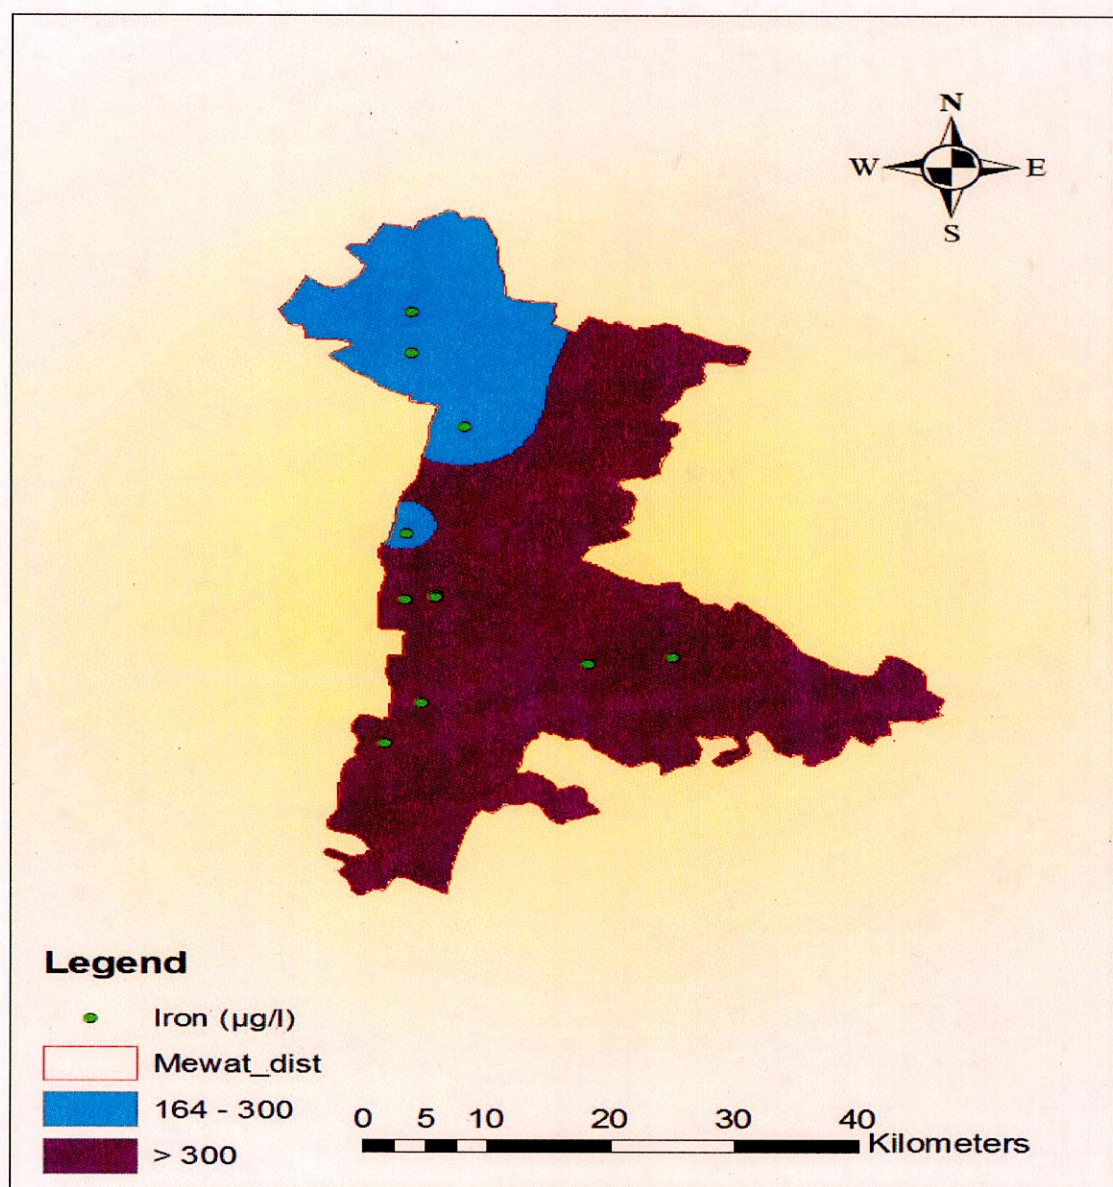 N
W E
S
Legend
Iron (µg/l)
Mewat_dist
164 - 300
> 300
0 5 10 20 30 40
Kilometers